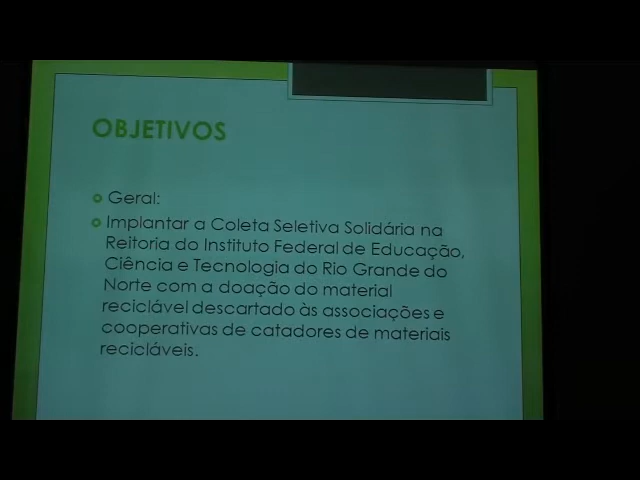 OBJETIVOS
Geral:
Implantar a Coleta Seletiva Solidária na
Reitoria do Instituto Federal de Educação,
Ciência e Tecnologia do Rio Grande do
Norte com a doação do material
reciclável descartado às associações e
cooperativas de catadores de materiais
recicláveis.